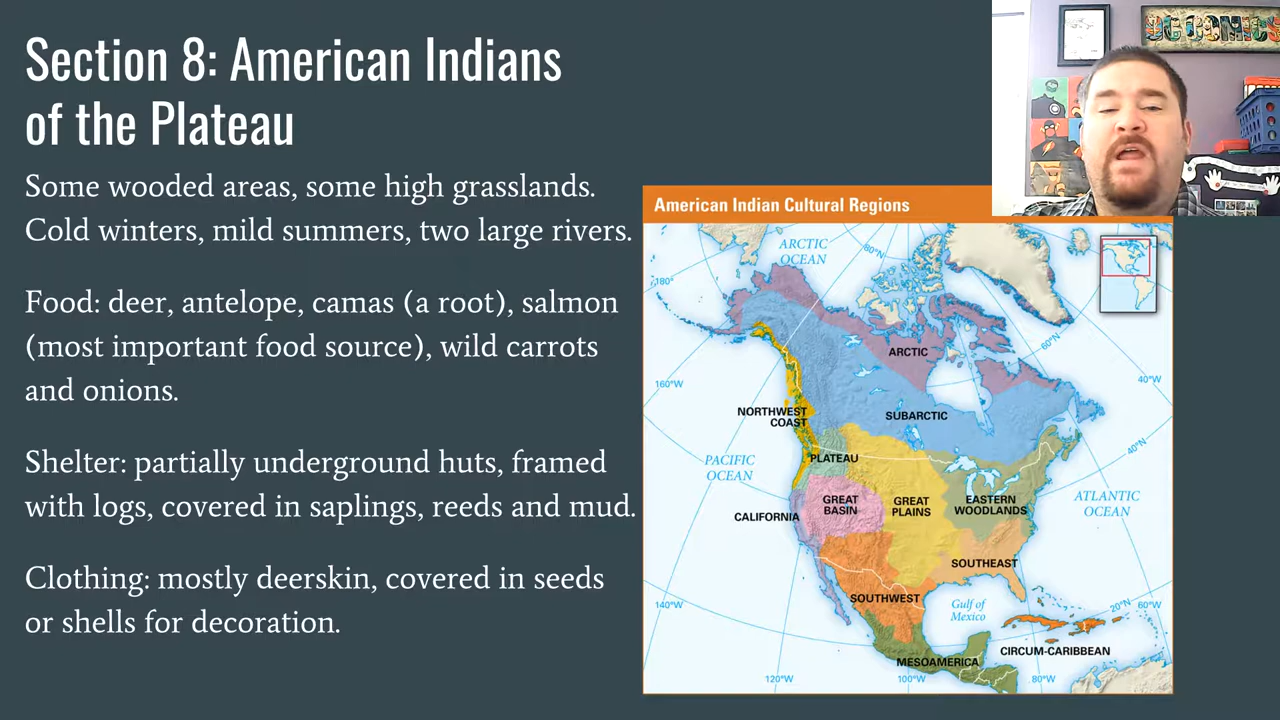 Section 8: American Indians
of the Plateau
Some wooded areas, some high grasslands.
Cold winters, mild summers, two large rivers.
Food: deer, antelope, camas (a root), salmon
(most important food source), wild carrots
and onions.
Shelter: partially underground huts, framed
with logs, covered in saplings, reeds and mud.
Clothing: mostly deerskin, covered in seeds
or shells for decoration.
DC COMICS
American Indian Cultural Regions
ARCTIC
OCEAN
80°N
180°
60°N
ARCTIC
160°W
40°W
NORTHWEST
COAST
SUBARCTIC
40°N
PLATEAU
PACIFIC
OCEAN
GREAT
BASIN
GREAT
PLAINS
EASTERN
WOODLANDS
ATLANTIC
OCEAN
CALIFORNIA
SOUTHEAST
SOUTHWEST
140°W
Gulf of
Mexico
20°N
60°W
CIRCUM-CARIBBEAN
MESOAMERICA
120°W
100°W
80°W